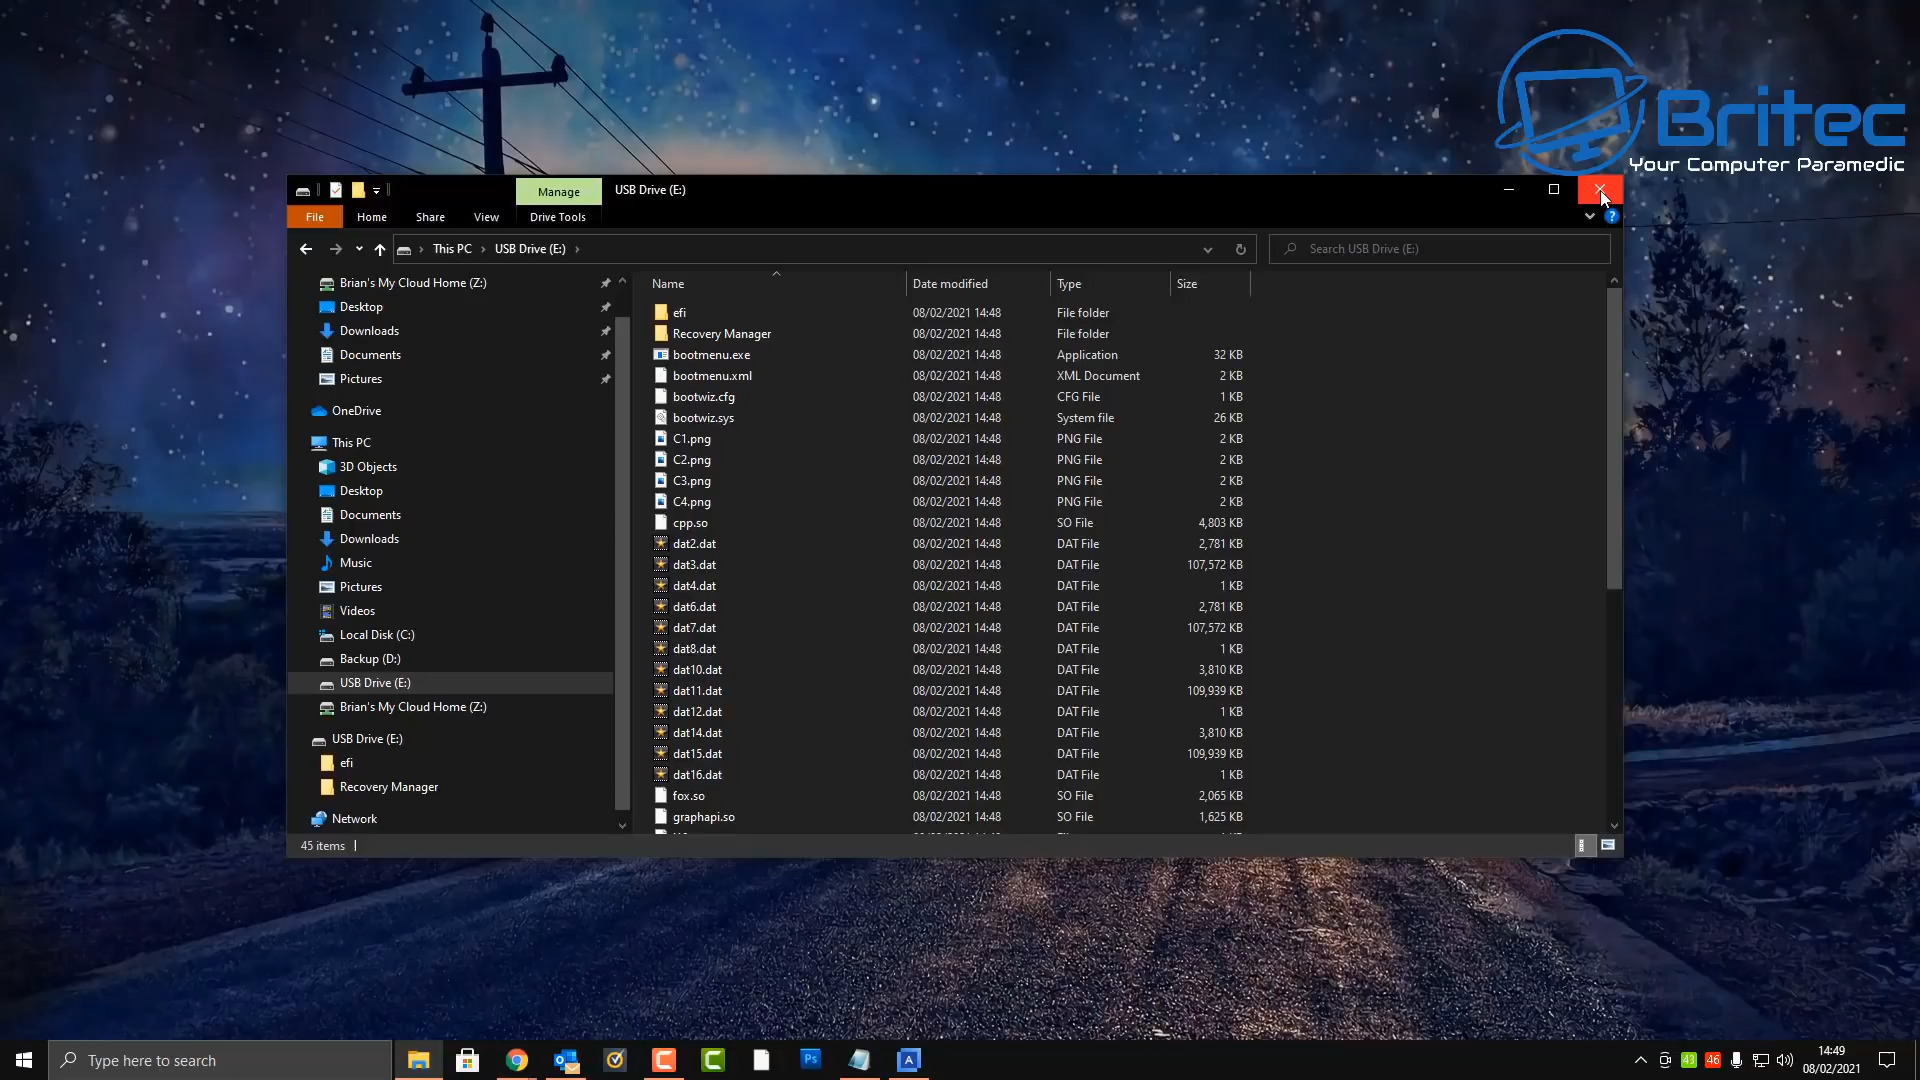 Britec
Your Computer Paramedic
Manage
USB Drive (E:)
File
Home
Share
View
Drive Tools
This PC
USB Drive (E:)
Search USB Drive (E:)
Brian's My Cloud Home (Z:)
Desktop
Downloads
Documents
Pictures
OneDrive
This PC
3D Objects
Desktop
Documents
Downloads
Music
Pictures
Videos
Local Disk (C:)
Backup (D:)
USB Drive (E:)
Brian's My Cloud Home (Z:)
USB Drive (E:)
efi
Recovery Manager
Network
Name Date modified Type Size
efi 08/02/2021 14:48 File folder
Recovery Manager 08/02/2021 14:48 File folder
bootmenu.exe 08/02/2021 14:48 Application 32 KB
bootmenu.xml 08/02/2021 14:48 XML Document 2 KB
bootwiz.cfg 08/02/2021 14:48 CFG File 1 KB
bootwiz.sys 08/02/2021 14:48 System file 26 KB
C1.png 08/02/2021 14:48 PNG File 2 KB
C2.png 08/02/2021 14:48 PNG File 2 KB
C3.png 08/02/2021 14:48 PNG File 2 KB
C4.png 08/02/2021 14:48 PNG File 2 KB
cpp.so 08/02/2021 14:48 SO File 4,803 KB
dat2.dat 08/02/2021 14:48 DAT File 2,781 KB
dat3.dat 08/02/2021 14:48 DAT File 107,572 KB
dat4.dat 08/02/2021 14:48 DAT File 1 KB
dat6.dat 08/02/2021 14:48 DAT File 2,781 KB
dat7.dat 08/02/2021 14:48 DAT File 107,572 KB
dat8.dat 08/02/2021 14:48 DAT File 1 KB
dat10.dat 08/02/2021 14:48 DAT File 3,810 KB
dat11.dat 08/02/2021 14:48 DAT File 109,939 KB
dat12.dat 08/02/2021 14:48 DAT File 1 KB
dat14.dat 08/02/2021 14:48 DAT File 3,810 KB
dat15.dat 08/02/2021 14:48 DAT File 109,939 KB
dat16.dat 08/02/2021 14:48 DAT File 1 KB
fox.so 08/02/2021 14:48 SO File 2,065 KB
graphapi.so 08/02/2021 14:48 SO File 1,625 KB
45 items
Type here to search
Ps
A
43
46
14:49
08/02/2021